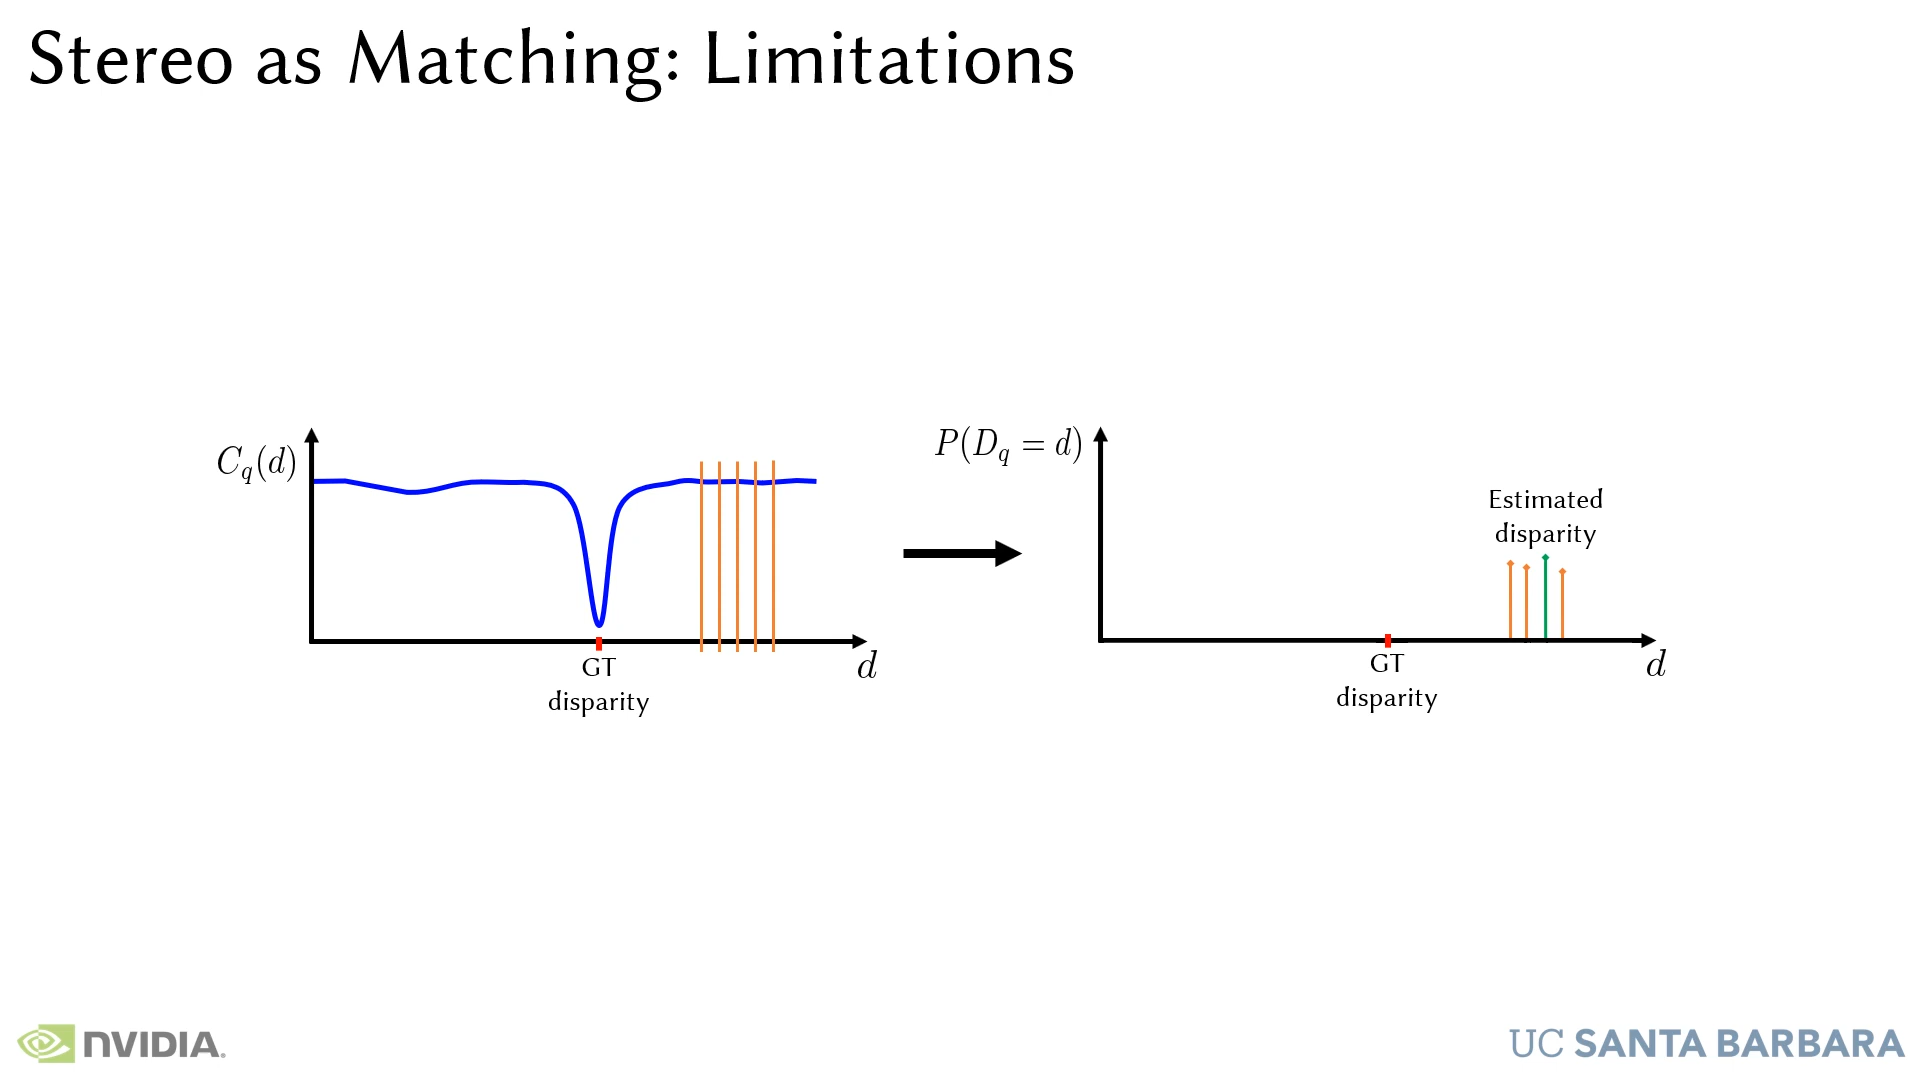 Stereo as Matching: Limitations
C_q(d)
GT
disparity
d
P(D_q = d)
Estimated
disparity
GT
disparity
d
NVIDIA.
UC SANTA BARBARA